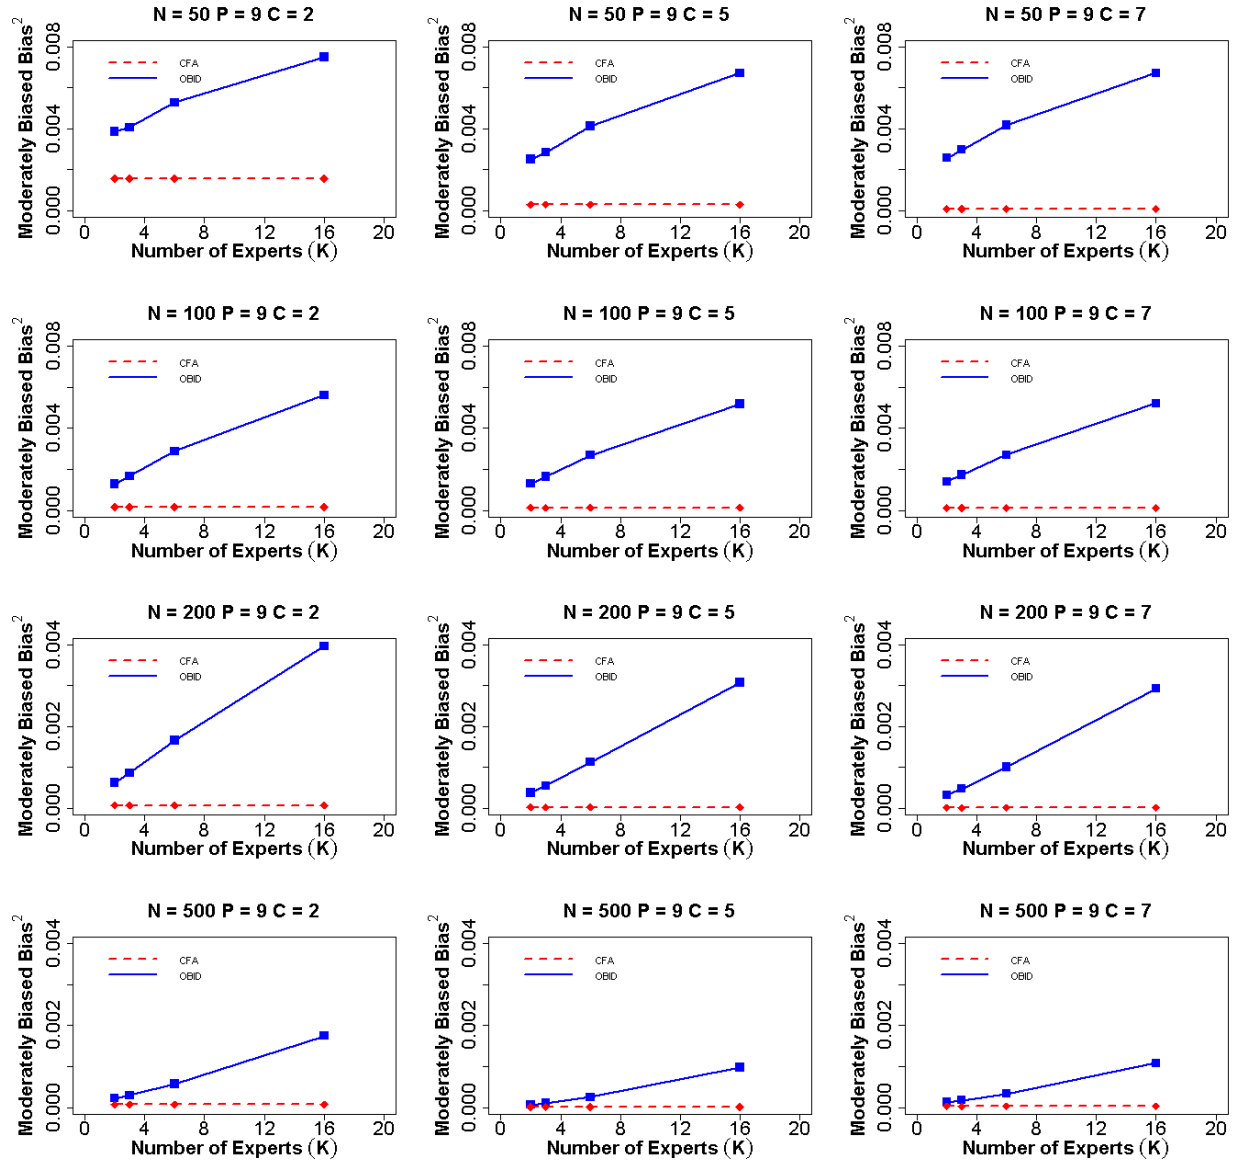 N = 50 P = 9 C = 2
Moderately Biased Bias²
0.000 0.004 0.008
CFA
OBID
0 4 8 12 16 20
Number of Experts (K)
N = 50 P = 9 C = 5
Moderately Biased Bias²
0.000 0.004 0.008
CFA
OBID
0 4 8 12 16 20
Number of Experts (K)
N = 50 P = 9 C = 7
Moderately Biased Bias²
0.000 0.004 0.008
CFA
OBID
0 4 8 12 16 20
Number of Experts (K)
N = 100 P = 9 C = 2
Moderately Biased Bias²
0.000 0.004 0.008
CFA
OBID
0 4 8 12 16 20
Number of Experts (K)
N = 100 P = 9 C = 5
Moderately Biased Bias²
0.000 0.004 0.008
CFA
OBID
0 4 8 12 16 20
Number of Experts (K)
N = 100 P = 9 C = 7
Moderately Biased Bias²
0.000 0.004 0.008
CFA
OBID
0 4 8 12 16 20
Number of Experts (K)
N = 200 P = 9 C = 2
Moderately Biased Bias²
0.000 0.002 0.004
CFA
OBID
0 4 8 12 16 20
Number of Experts (K)
N = 200 P = 9 C = 5
Moderately Biased Bias²
0.000 0.002 0.004
CFA
OBID
0 4 8 12 16 20
Number of Experts (K)
N = 200 P = 9 C = 7
Moderately Biased Bias²
0.000 0.002 0.004
CFA
OBID
0 4 8 12 16 20
Number of Experts (K)
N = 500 P = 9 C = 2
Moderately Biased Bias²
0.000 0.002 0.004
CFA
OBID
0 4 8 12 16 20
Number of Experts (K)
N = 500 P = 9 C = 5
Moderately Biased Bias²
0.000 0.002 0.004
CFA
OBID
0 4 8 12 16 20
Number of Experts (K)
N = 500 P = 9 C = 7
Moderately Biased Bias²
0.000 0.002 0.004
CFA
OBID
0 4 8 12 16 20
Number of Experts (K)